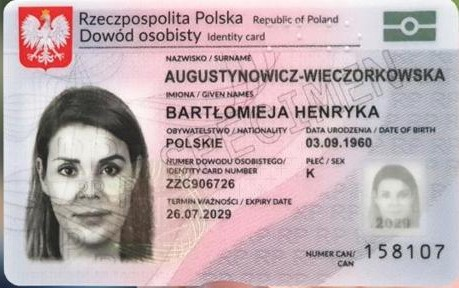 Rzeczpospolita Polska Republic of Poland
Dowód osobisty Identity card
NAZWISKO / SURNAME
AUGUSTYNOWICZ-WIECZORKOWSKA
IMIONA / GIVEN NAMES
BARTŁOMIEJA HENRYKA
OBYWATELSTWO / NATIONALITY DATA URODZENIA / DATE OF BIRTH
POLSKIE 03.09.1960
NUMER DOWODU OSOBISTEGO/ PŁEĆ / SEX
IDENTITY CARD NUMBER K
ZZC906726
TERMIN WAŻNOŚCI / EXPIRY DATE
26.07.2029
2029
NUMER CAN/ 158107
CAN
SPECIMEN